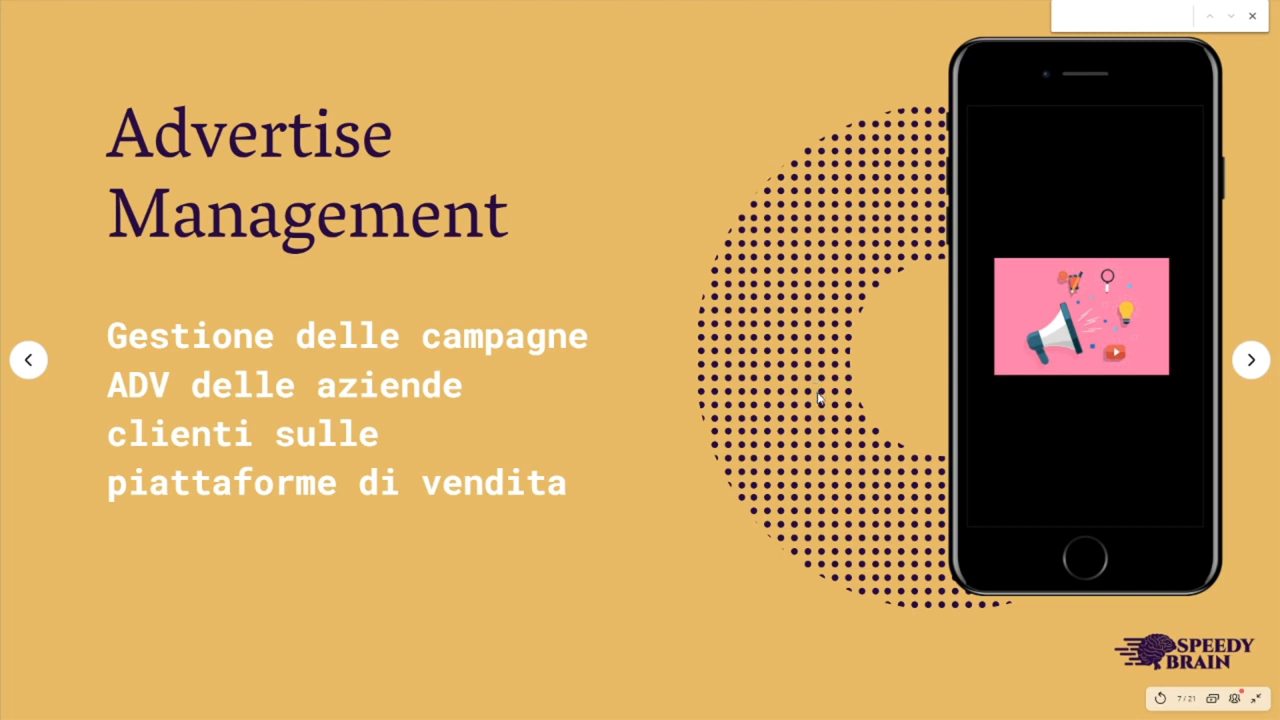 Advertise
Management
Gestione delle campagne
ADV delle aziende
clienti sulle
piattaforme di vendita
SPEEDY
BRAIN
7 / 21